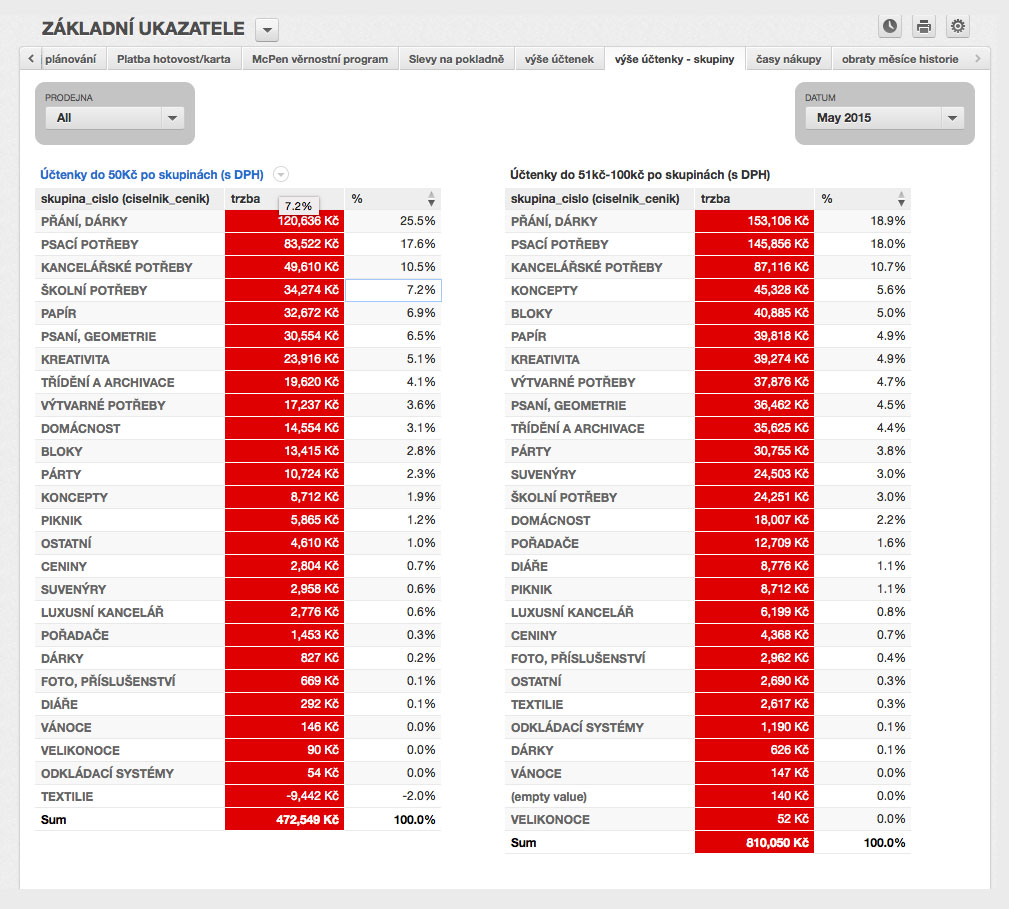 ZÁKLADNÍ UKAZATELE
plánování Platba hotovost/karta McPen věrnostní program Slevy na pokladně výše účtenek výše účtenky - skupiny časy nákupy obraty měsíce historie
PRODEJNA
All
DATUM
May 2015
Účtenky do 50Kč po skupinách (s DPH)
skupina_cislo (ciselnik_cenik) trzba %
7.2%
PŘÁNÍ, DÁRKY 120,636 Kč 25.5%
PSACÍ POTŘEBY 83,522 Kč 17.6%
KANCELÁŘSKÉ POTŘEBY 49,610 Kč 10.5%
ŠKOLNÍ POTŘEBY 34,274 Kč 7.2%
PAPÍR 32,672 Kč 6.9%
PSANÍ, GEOMETRIE 30,554 Kč 6.5%
KREATIVITA 23,916 Kč 5.1%
TŘÍDĚNÍ A ARCHIVACE 19,620 Kč 4.1%
VÝTVARNÉ POTŘEBY 17,237 Kč 3.6%
DOMÁCNOST 14,554 Kč 3.1%
BLOKY 13,415 Kč 2.8%
PÁRTY 10,724 Kč 2.3%
KONCEPTY 8,712 Kč 1.9%
PIKNIK 5,865 Kč 1.2%
OSTATNÍ 4,610 Kč 1.0%
CENINY 2,804 Kč 0.7%
SUVENÝRY 2,958 Kč 0.6%
LUXUSNÍ KANCELÁŘ 2,776 Kč 0.6%
POŘADAČE 1,453 Kč 0.3%
DÁRKY 827 Kč 0.2%
FOTO, PŘÍSLUŠENSTVÍ 669 Kč 0.1%
DIÁŘE 292 Kč 0.1%
VÁNOCE 146 Kč 0.0%
VELIKONOCE 90 Kč 0.0%
ODKLÁDACÍ SYSTÉMY 54 Kč 0.0%
TEXTILIE -9,442 Kč -2.0%
Sum 472,549 Kč 100.0%
Účtenky do 51kč-100kč po skupinách (s DPH)
skupina_cislo (ciselnik_cenik) trzba %
PŘÁNÍ, DÁRKY 153,106 Kč 18.9%
PSACÍ POTŘEBY 145,856 Kč 18.0%
KANCELÁŘSKÉ POTŘEBY 87,116 Kč 10.7%
KONCEPTY 45,328 Kč 5.6%
BLOKY 40,885 Kč 5.0%
PAPÍR 39,818 Kč 4.9%
KREATIVITA 39,274 Kč 4.9%
VÝTVARNÉ POTŘEBY 37,876 Kč 4.7%
PSANÍ, GEOMETRIE 36,462 Kč 4.5%
TŘÍDĚNÍ A ARCHIVACE 35,625 Kč 4.4%
PÁRTY 30,755 Kč 3.8%
SUVENÝRY 24,503 Kč 3.0%
ŠKOLNÍ POTŘEBY 24,251 Kč 3.0%
DOMÁCNOST 18,007 Kč 2.2%
POŘADAČE 12,709 Kč 1.6%
DIÁŘE 8,776 Kč 1.1%
PIKNIK 8,712 Kč 1.1%
LUXUSNÍ KANCELÁŘ 6,199 Kč 0.8%
CENINY 4,368 Kč 0.7%
FOTO, PŘÍSLUŠENSTVÍ 2,962 Kč 0.4%
OSTATNÍ 2,690 Kč 0.3%
TEXTILIE 2,617 Kč 0.3%
ODKLÁDACÍ SYSTÉMY 1,190 Kč 0.1%
DÁRKY 626 Kč 0.1%
VÁNOCE 147 Kč 0.0%
(empty value) 140 Kč 0.0%
VELIKONOCE 52 Kč 0.0%
Sum 810,050 Kč 100.0%